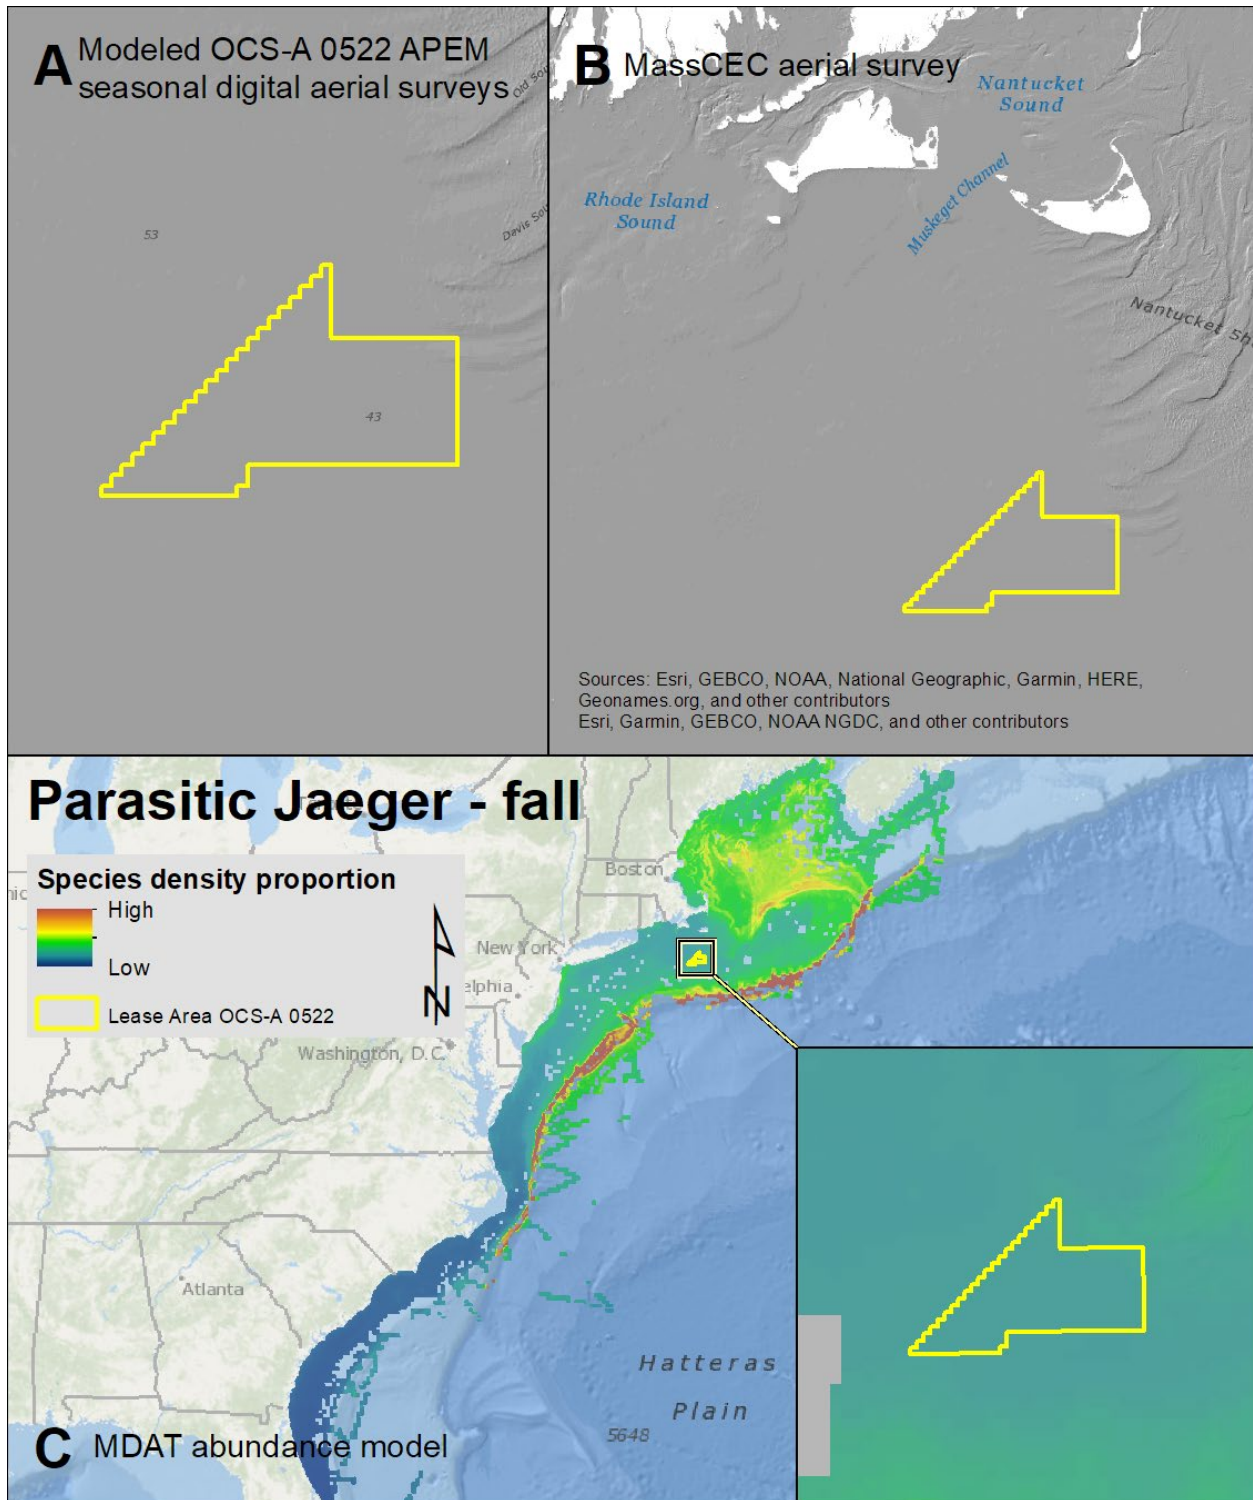 A Modeled OCS-A 0522 APEM
seasonal digital aerial surveys
Old Sou
Davis Sou
53
43
B MassCEC aerial survey
Nantucket
Sound
Rhode Island
Sound
Muskeget Channel
Nantucket Sh
Sources: Esri, GEBCO, NOAA, National Geographic, Garmin, HERE,
Geonames.org, and other contributors
Esri, Garmin, GEBCO, NOAA NGDC, and other contributors
Parasitic Jaeger - fall
Species density proportion
High
Low
Lease Area OCS-A 0522
N
Boston
New York
elphia
Washington, D.C.
Atlanta
Hatteras
Plain
5648
C MDAT abundance model